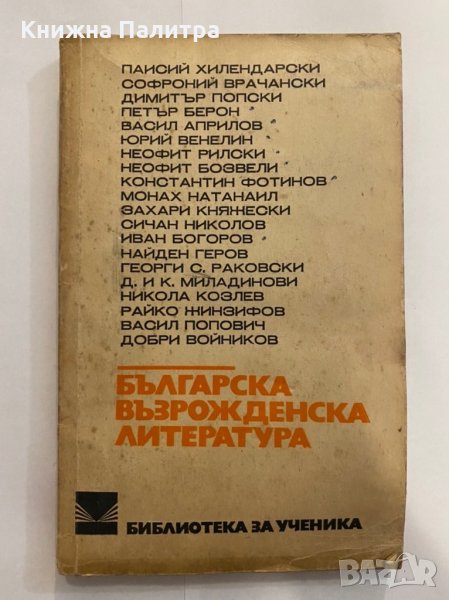 Книжна Палитра
ПАИСИЙ ХИЛЕНДАРСКИ
СОФРОНИЙ ВРАЧАНСКИ
ДИМИТЪР ПОПСКИ
ПЕТЪР БЕРОН
ВАСИЛ АПРИЛОВ
ЮРИЙ ВЕНЕЛИН
НЕОФИТ РИЛСКИ
НЕОФИТ БОЗВЕЛИ
КОНСТАНТИН ФОТИНОВ
МОНАХ НАТАНАИЛ
ЗАХАРИ КНЯЖЕСКИ
СИЧАН НИКОЛОВ
ИВАН БОГОРОВ
НАЙДЕН ГЕРОВ
ГЕОРГИ С. РАКОВСКИ
Д. И К. МИЛАДИНОВИ
НИКОЛА КОЗЛЕВ
РАЙКО ЖИНЗИФОВ
ВАСИЛ ПОПОВИЧ
ДОБРИ ВОЙНИКОВ
БЪЛГАРСКА
ВЪЗРОЖДЕНСКА
ЛИТЕРАТУРА
БИБЛИОТЕКА ЗА УЧЕНИКА
BAZAR